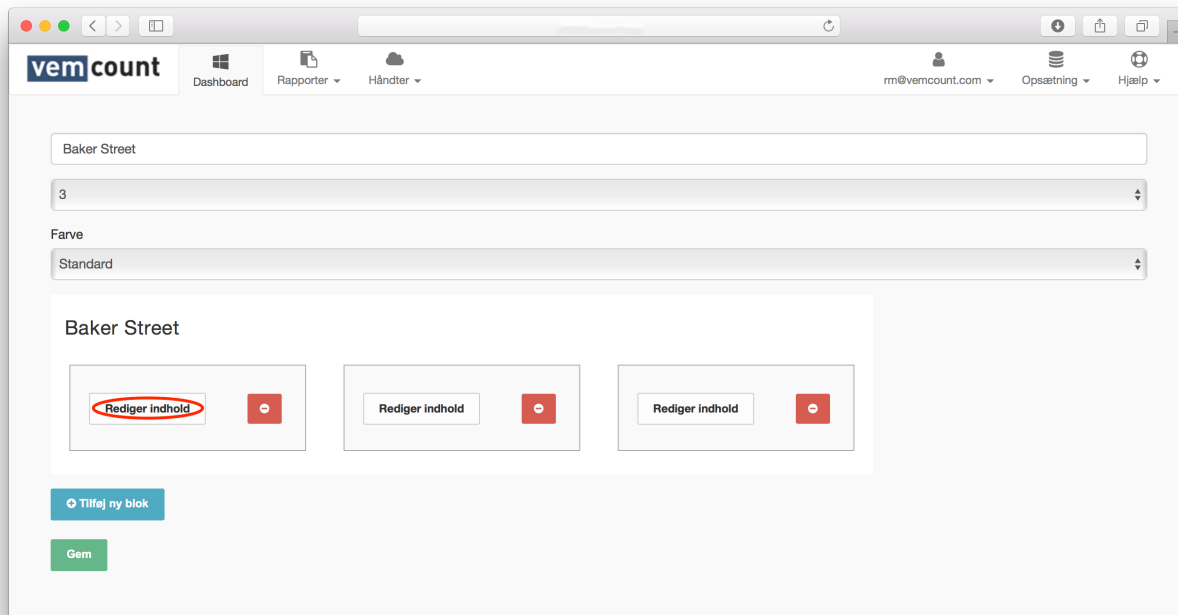 vemcount
Dashboard
Rapporter
Håndter
rm@vemcount.com
Opsætning
Hjælp
Baker Street
3
Farve
Standard
Baker Street
Rediger indhold
Rediger indhold
Rediger indhold
Tilføj ny blok
Gem